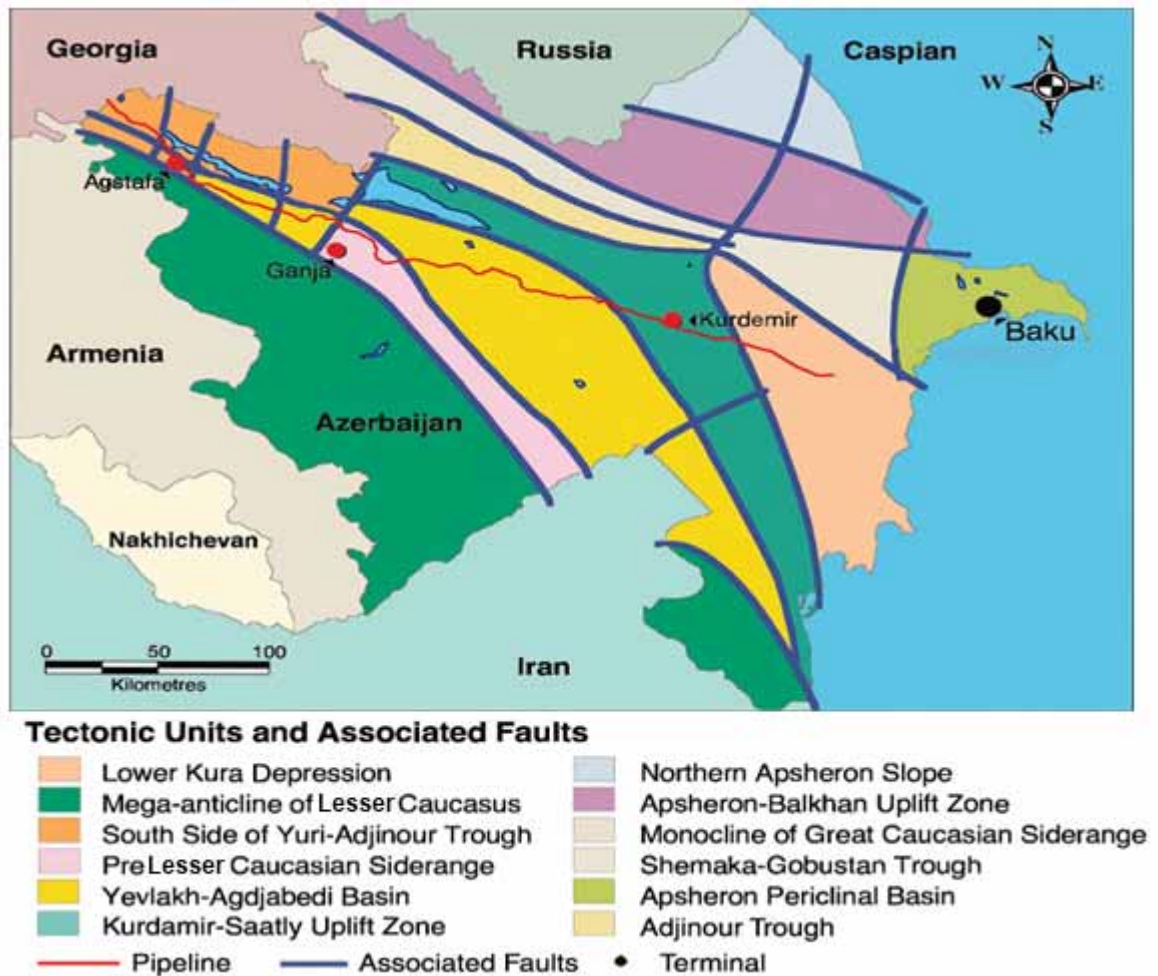 Georgia
Russia
Caspian
N
W E
S
Agstafa
Ganja
Kurdemir
Baku
Armenia
Azerbaijan
Nakhichevan
Iran
0 50 100
Kilometres
Tectonic Units and Associated Faults
Lower Kura Depression
Mega-anticline of Lesser Caucasus
South Side of Yuri-Adjinour Trough
Pre Lesser Caucasian Siderange
Yevlakh-Agdjabedi Basin
Kurdamir-Saatly Uplift Zone
Northern Apsheron Slope
Apsheron-Balkhan Uplift Zone
Monocline of Great Caucasian Siderange
Shemaka-Gobustan Trough
Apsheron Periclinal Basin
Adjinour Trough
Pipeline
Associated Faults
Terminal